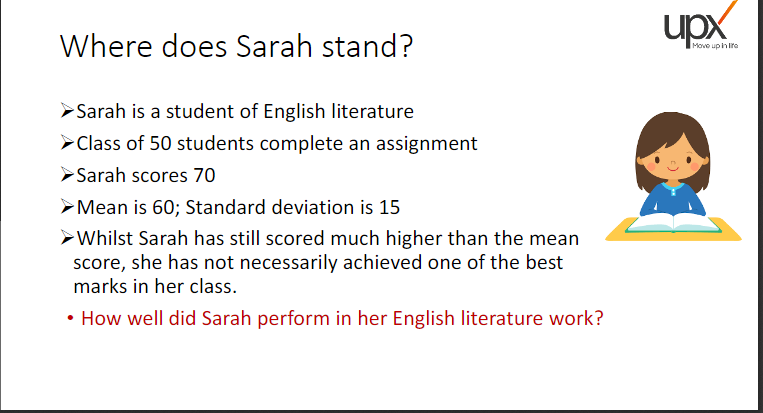 Where does Sarah stand?
upx
Move up in life
➢Sarah is a student of English literature
➢Class of 50 students complete an assignment
➢Sarah scores 70
➢Mean is 60; Standard deviation is 15
➢Whilst Sarah has still scored much higher than the mean
score, she has not necessarily achieved one of the best
marks in her class.
• How well did Sarah perform in her English literature work?